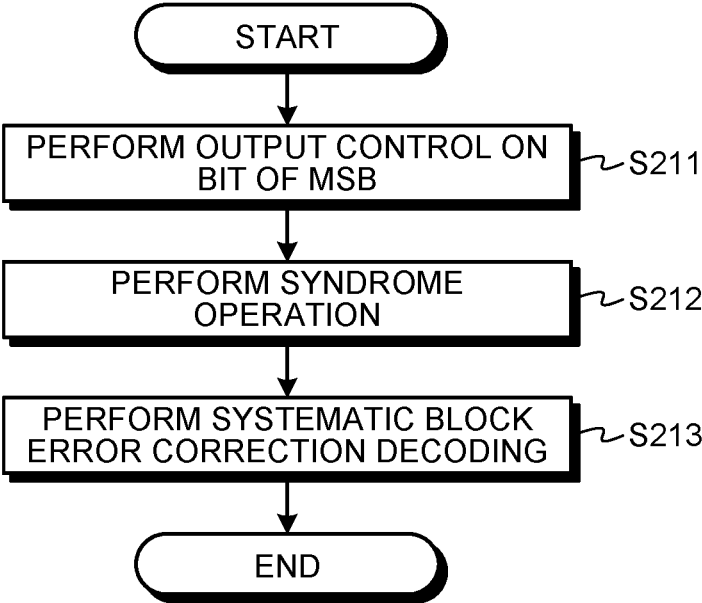 START
PERFORM OUTPUT CONTROL ON
BIT OF MSB
S211
PERFORM SYNDROME
OPERATION
S212
PERFORM SYSTEMATIC BLOCK
ERROR CORRECTION DECODING
S213
END